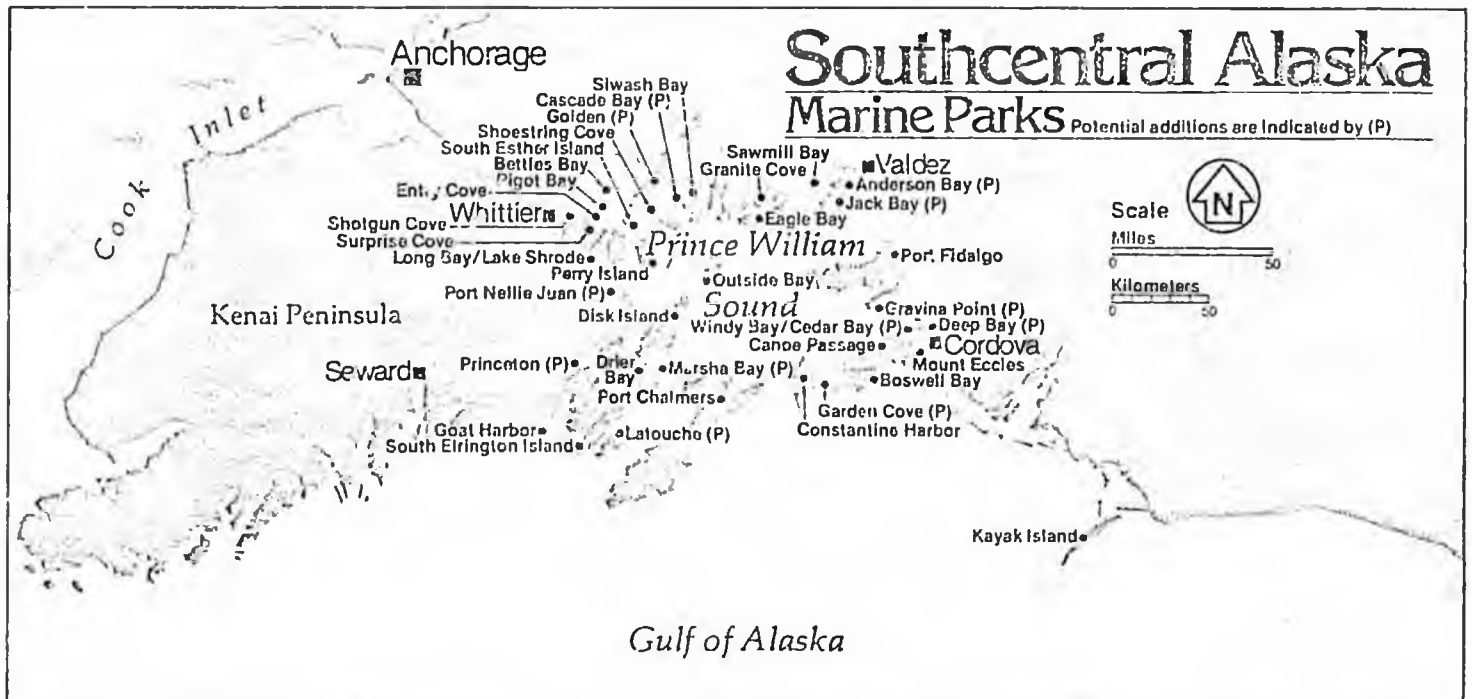 Southcentral Alaska
Marine Parks Potential additions are Indicated by (P)
Anchorage
Cook Inlet
Siwash Bay
Cascade Bay (P)
Golden (P)
Shoestring Cove
South Esther Island
Bettles Bay
Pigot Bay
Entry Cove
Whittier
Shotgun Cove
Surprise Cove
Long Bay/Lake Shrode
Perry Island
Port Nellie Juan (P)
Disk Island
Sawmill Bay
Granite Cove
Valdez
Anderson Bay (P)
Jack Bay (P)
Eagle Bay
Prince William
Sound
Port Fidalgo
Outside Bay
Gravina Point (P)
Windy Bay/Cedar Bay (P)
Deep Bay (P)
Canoe Passage
Cordova
Mount Eccles
Boswell Bay
Garden Cove (P)
Constantine Harbor
Kenai Peninsula
Seward
Princeton (P)
Drier
Bay
Marsha Bay (P)
Port Chalmers
Goat Harbor
South Elrington Island
Latouche (P)
Kayak Island
Gulf of Alaska
N
Scale
Miles
0 50
Kilometers
0 50